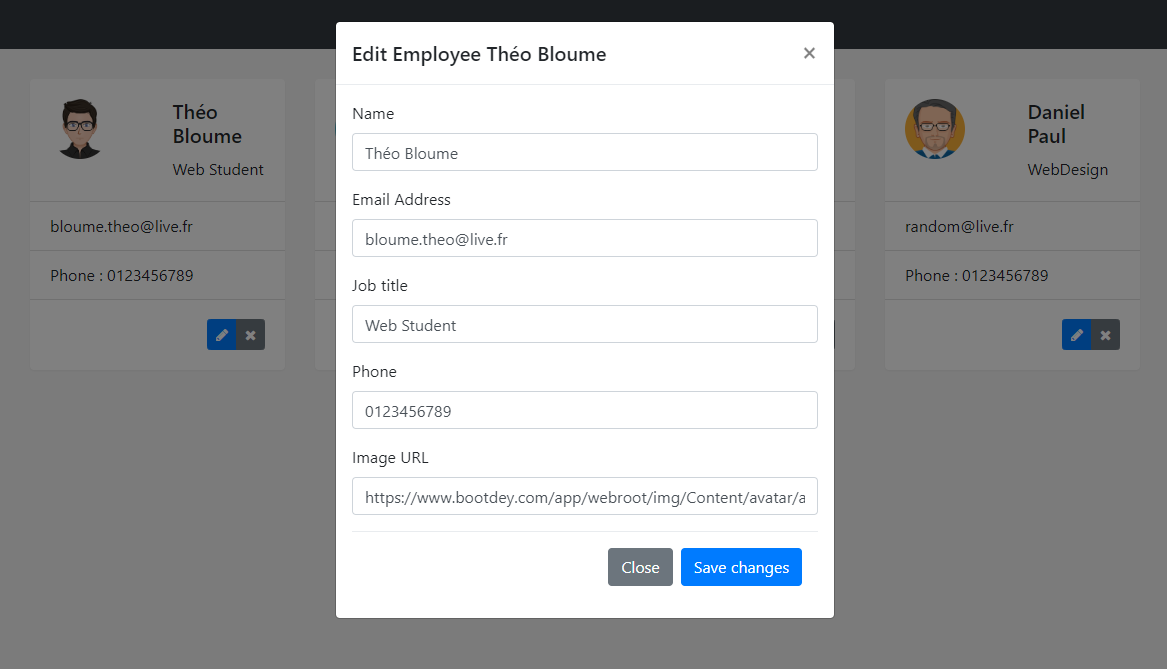 Edit Employee Théo Bloume
×
Name
Théo Bloume
Email Address
bloume.theo@live.fr
Job title
Web Student
Phone
0123456789
Image URL
https://www.bootdey.com/app/webroot/img/Content/avatar/a
Close
Save changes
Théo
Bloume
Web Student
bloume.theo@live.fr
Phone : 0123456789
Daniel
Paul
WebDesign
random@live.fr
Phone : 0123456789